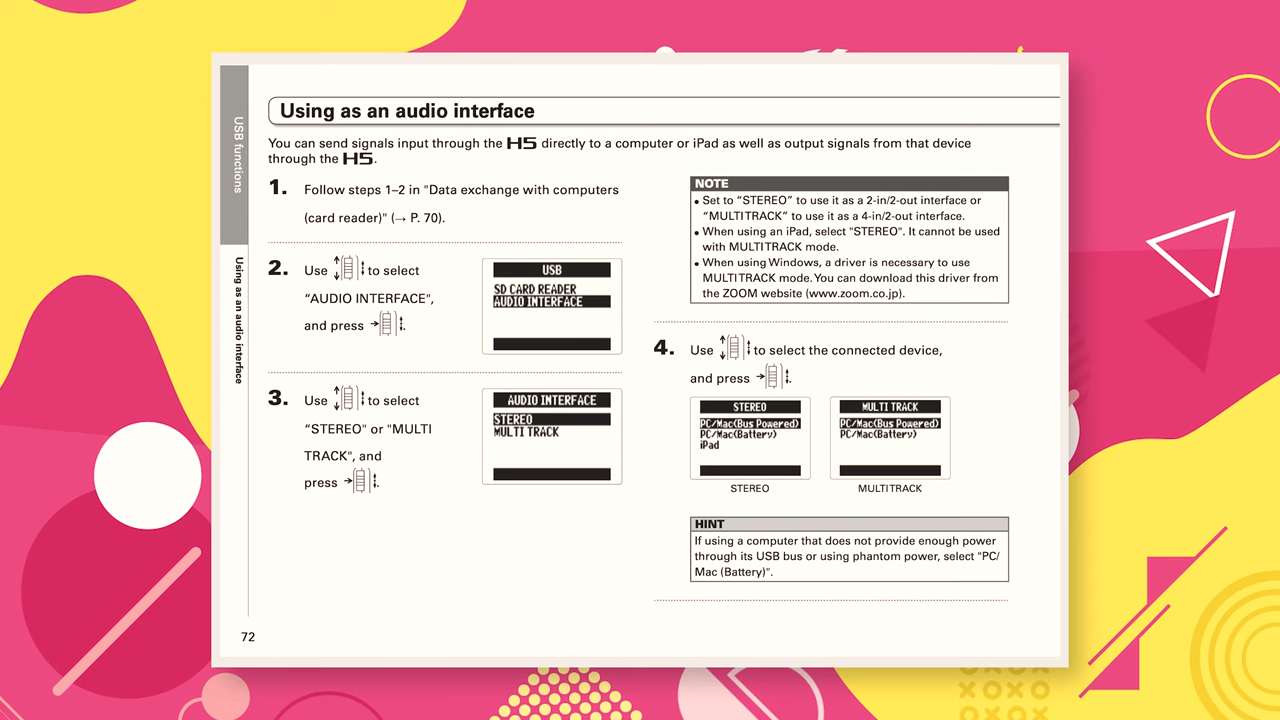 USB functions
Using as an audio interface
Using as an audio interface
You can send signals input through the H5 directly to a computer or iPad as well as output signals from that device
through the H5.
1. Follow steps 1–2 in "Data exchange with computers
(card reader)" (→ P. 70).
2. Use to select
“AUDIO INTERFACE",
and press .
USB
SD CARD READER
AUDIO INTERFACE
3. Use to select
“STEREO" or "MULTI
TRACK", and
press .
AUDIO INTERFACE
STEREO
MULTI TRACK
NOTE
• Set to “STEREO” to use it as a 2-in/2-out interface or
“MULTITRACK” to use it as a 4-in/2-out interface.
• When using an iPad, select "STEREO". It cannot be used
with MULTITRACK mode.
• When using Windows, a driver is necessary to use
MULTITRACK mode. You can download this driver from
the ZOOM website (www.zoom.co.jp).
4. Use to select the connected device,
and press .
STEREO
PC/Mac(Bus Powered)
PC/Mac(Battery)
iPad
STEREO
MULTI TRACK
PC/Mac(Bus Powered)
PC/Mac(Battery)
MULTITRACK
HINT
If using a computer that does not provide enough power
through its USB bus or using phantom power, select "PC/
Mac (Battery)".
72
XOXO
XOXO